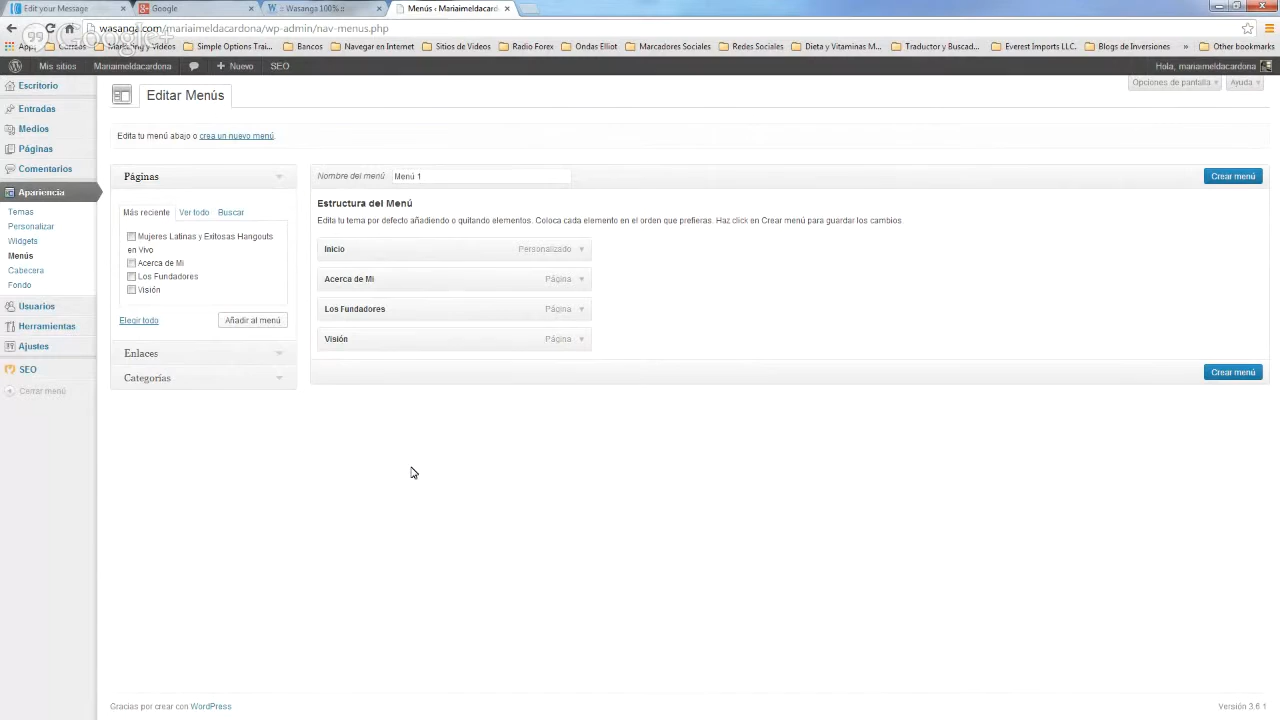 Edit your Message
Google
:: Wasanga 100% d
Menús ‹ Mariaimeldacardona
wasanga.com/mariaimeldacardona/wp-admin/nav-menus.php
Google+
Apps
Cursos
Marketing y Videos
Simple Options Trai...
Bancos
Navegar en Internet
Sitios de Videos
Radio Forex
Ondas Elliot
Marcadores Sociales
Redes Sociales
Dieta y Vitaminas M...
Traductor y Buscad...
Everest Imports LLC.
Blogs de Inversiones
»
Other bookmarks
Mis sitios
Mariaimeldacardona
+ Nuevo
SEO
Hola, mariaimeldacardona
Escritorio
Entradas
Medios
Páginas
Comentarios
Apariencia
Temas
Personalizar
Widgets
Menús
Cabecera
Fondo
Usuarios
Herramientas
Ajustes
SEO
Cerrar menú
Opciones de pantalla
Ayuda
Editar Menús
Edita tu menú abajo o crea un nuevo menú.
Páginas
Más reciente
Ver todo
Buscar
Mujeres Latinas y Exitosas Hangouts
en Vivo
Acerca de Mi
Los Fundadores
Visión
Elegir todo
Añadir al menú
Enlaces
Categorías
Nombre del menú
Menú 1
Crear menú
Estructura del Menú
Edita tu tema por defecto añadiendo o quitando elementos. Coloca cada elemento en el orden que prefieras. Haz click en Crear menú para guardar los cambios.
Inicio
Personalizado
Acerca de Mi
Página
Los Fundadores
Página
Visión
Página
Crear menú
Gracias por crear con WordPress
Versión 3.6.1